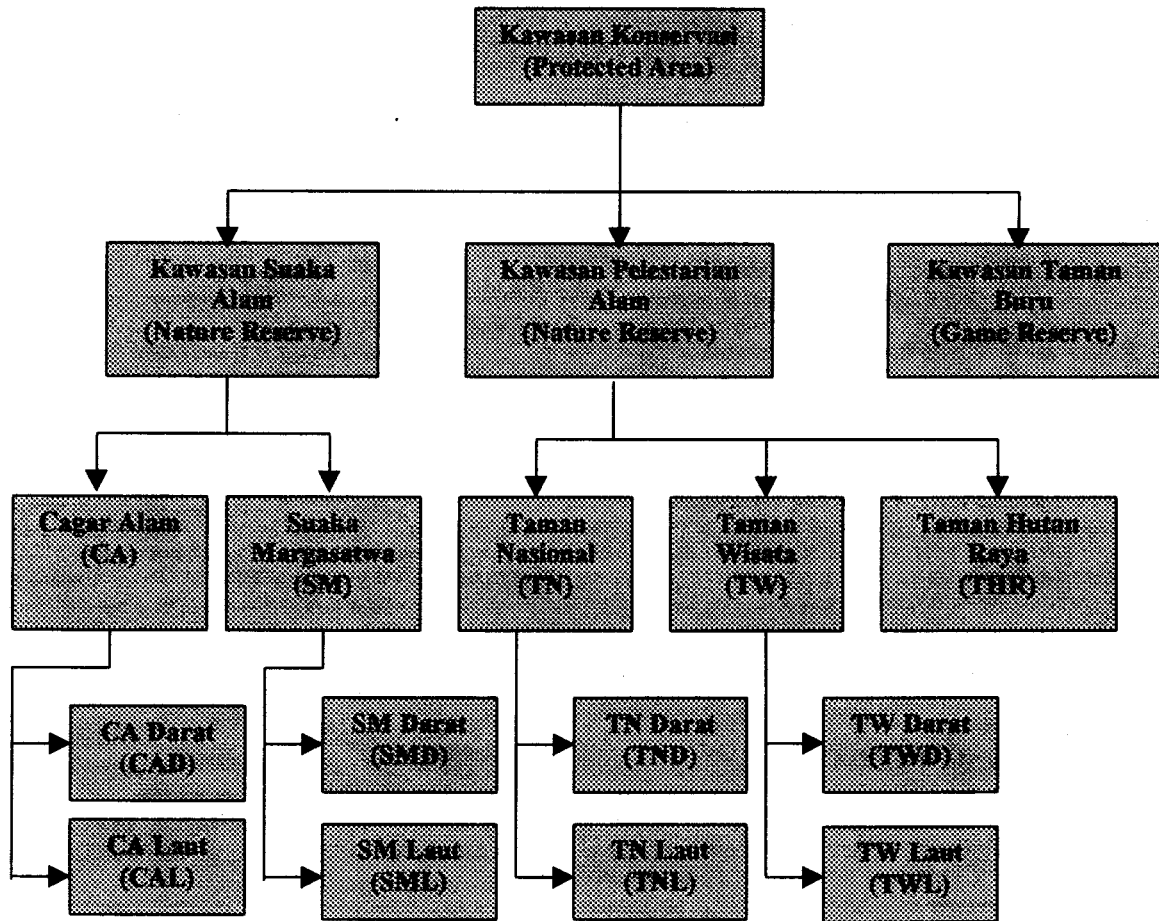 Kawasan Konservasi
(Protected Area)
Kawasan Suaka
Alam
(Nature Reserve)
Kawasan Pelestarian
Alam
(Nature Reserve)
Kawasan Taman
Buru
(Game Reserve)
Cagar Alam
(CA)
Suaka
Margasatwa
(SM)
Taman
Nasional
(TN)
Taman
Wisata
(TW)
Taman Hutan
Raya
(THR)
CA Darat
(CAD)
SM Darat
(SMD)
TN Darat
(TND)
TW Darat
(TWD)
CA Laut
(CAL)
SM Laut
(SML)
TN Laut
(TNL)
TW Laut
(TWL)